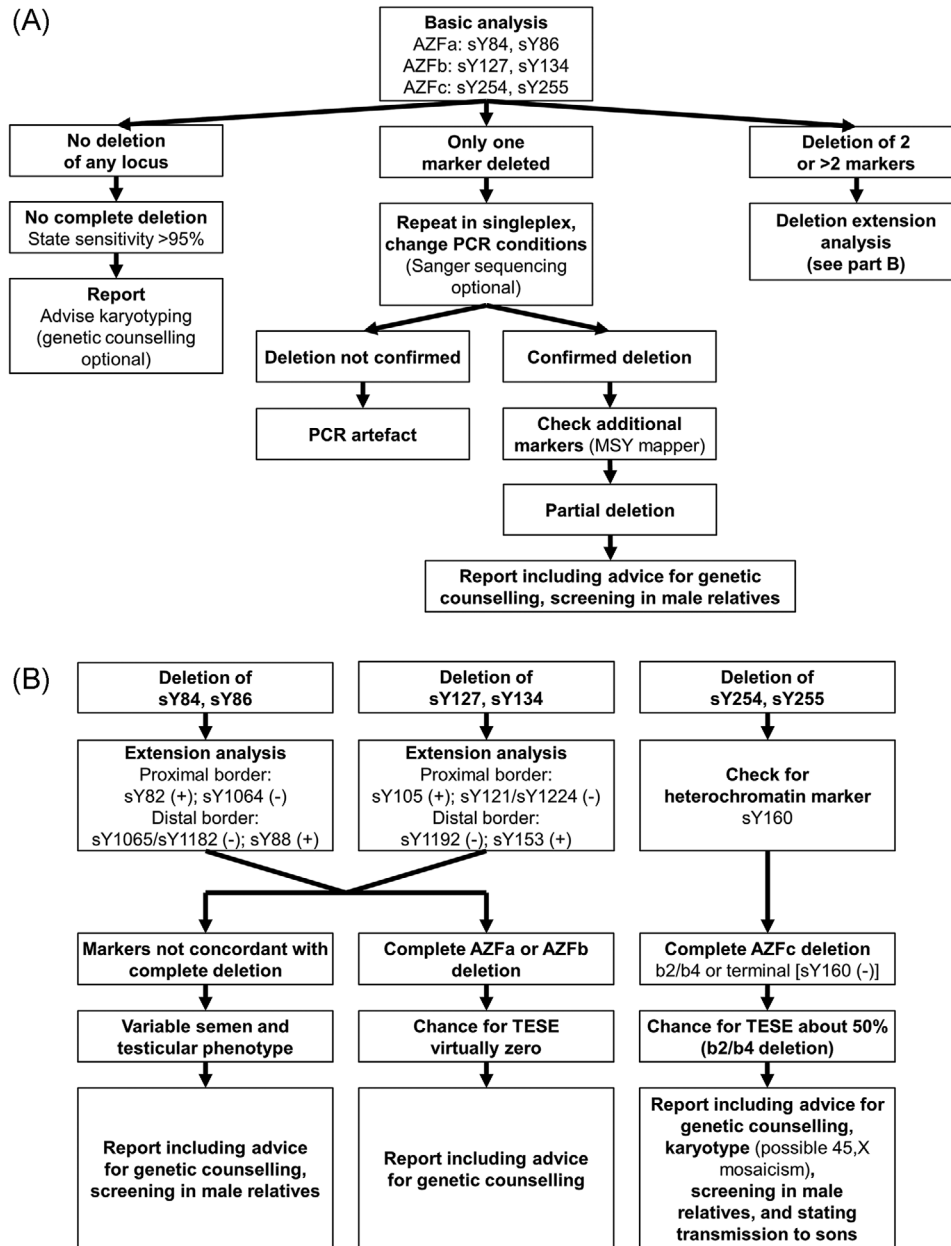 (A)
Basic analysis
AZFa: sY84, sY86
AZFb: sY127, sY134
AZFc: sY254, sY255
No deletion
of any locus
No complete deletion
State sensitivity >95%
Report
Advise karyotyping
(genetic counselling
optional)
Only one
marker deleted
Repeat in singleplex,
change PCR conditions
(Sanger sequencing
optional)
Deletion not confirmed
PCR artefact
Confirmed deletion
Check additional
markers (MSY mapper)
Partial deletion
Report including advice for genetic
counselling, screening in male relatives
Deletion of 2
or >2 markers
Deletion extension
analysis
(see part B)
(B)
Deletion of
sY84, sY86
Extension analysis
Proximal border:
sY82 (+); sY1064 (-)
Distal border:
sY1065/sY1182 (-); sY88 (+)
Deletion of
sY127, sY134
Extension analysis
Proximal border:
sY105 (+); sY121/sY1224 (-)
Distal border:
sY1192 (-); sY153 (+)
Deletion of
sY254, sY255
Check for
heterochromatin marker
sY160
Markers not concordant with
complete deletion
Variable semen and
testicular phenotype
Report including advice
for genetic counselling,
screening in male relatives
Complete AZFa or AZFb
deletion
Chance for TESE
virtually zero
Report including advice
for genetic counselling
Complete AZFc deletion
b2/b4 or terminal [sY160 (-)]
Chance for TESE about 50%
(b2/b4 deletion)
Report including advice for
genetic counselling,
karyotype (possible 45,X
mosaicism),
screening in male
relatives, and stating
transmission to sons